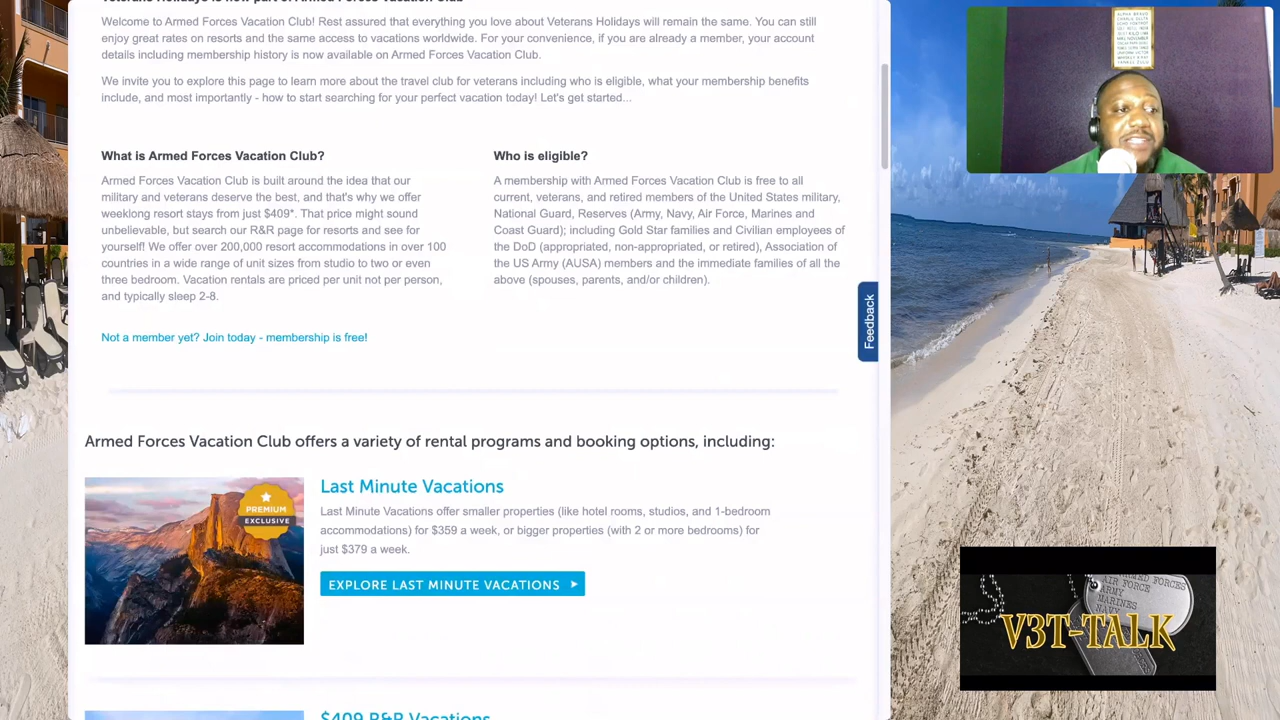 Veterans Holidays is now part of Armed Forces Vacation Club
Welcome to Armed Forces Vacation Club! Rest assured that everything you love about Veterans Holidays will remain the same. You can still
enjoy great rates on resorts and the same access to vacations worldwide. For your convenience, if you are already a member, your account
details including membership history is now available on Armed Forces Vacation Club.
We invite you to explore this page to learn more about the travel club for veterans including who is eligible, what your membership benefits
include, and most importantly - how to start searching for your perfect vacation today! Let's get started...
What is Armed Forces Vacation Club?
Armed Forces Vacation Club is built around the idea that our
military and veterans deserve the best, and that's why we offer
weeklong resort stays from just $409*. That price might sound
unbelievable, but search our R&R page for resorts and see for
yourself! We offer over 200,000 resort accommodations in over 100
countries in a wide range of unit sizes from studio to two or even
three bedroom. Vacation rentals are priced per unit not per person,
and typically sleep 2-8.
Not a member yet? Join today - membership is free!
Who is eligible?
A membership with Armed Forces Vacation Club is free to all
current, veterans, and retired members of the United States military,
National Guard, Reserves (Army, Navy, Air Force, Marines and
Coast Guard); including Gold Star families and Civilian employees of
the DoD (appropriated, non-appropriated, or retired), Association of
the US Army (AUSA) members and the immediate families of all the
above (spouses, parents, and/or children).
Feedback
Armed Forces Vacation Club offers a variety of rental programs and booking options, including:
PREMIUM
EXCLUSIVE
Last Minute Vacations
Last Minute Vacations offer smaller properties (like hotel rooms, studios, and 1-bedroom
accommodations) for $359 a week, or bigger properties (with 2 or more bedrooms) for
just $379 a week.
EXPLORE LAST MINUTE VACATIONS
$409 R&R Vacations
ARMED FORCES
AIR FORCE
ARMY
MARINES
NAVY
V3T-TALK